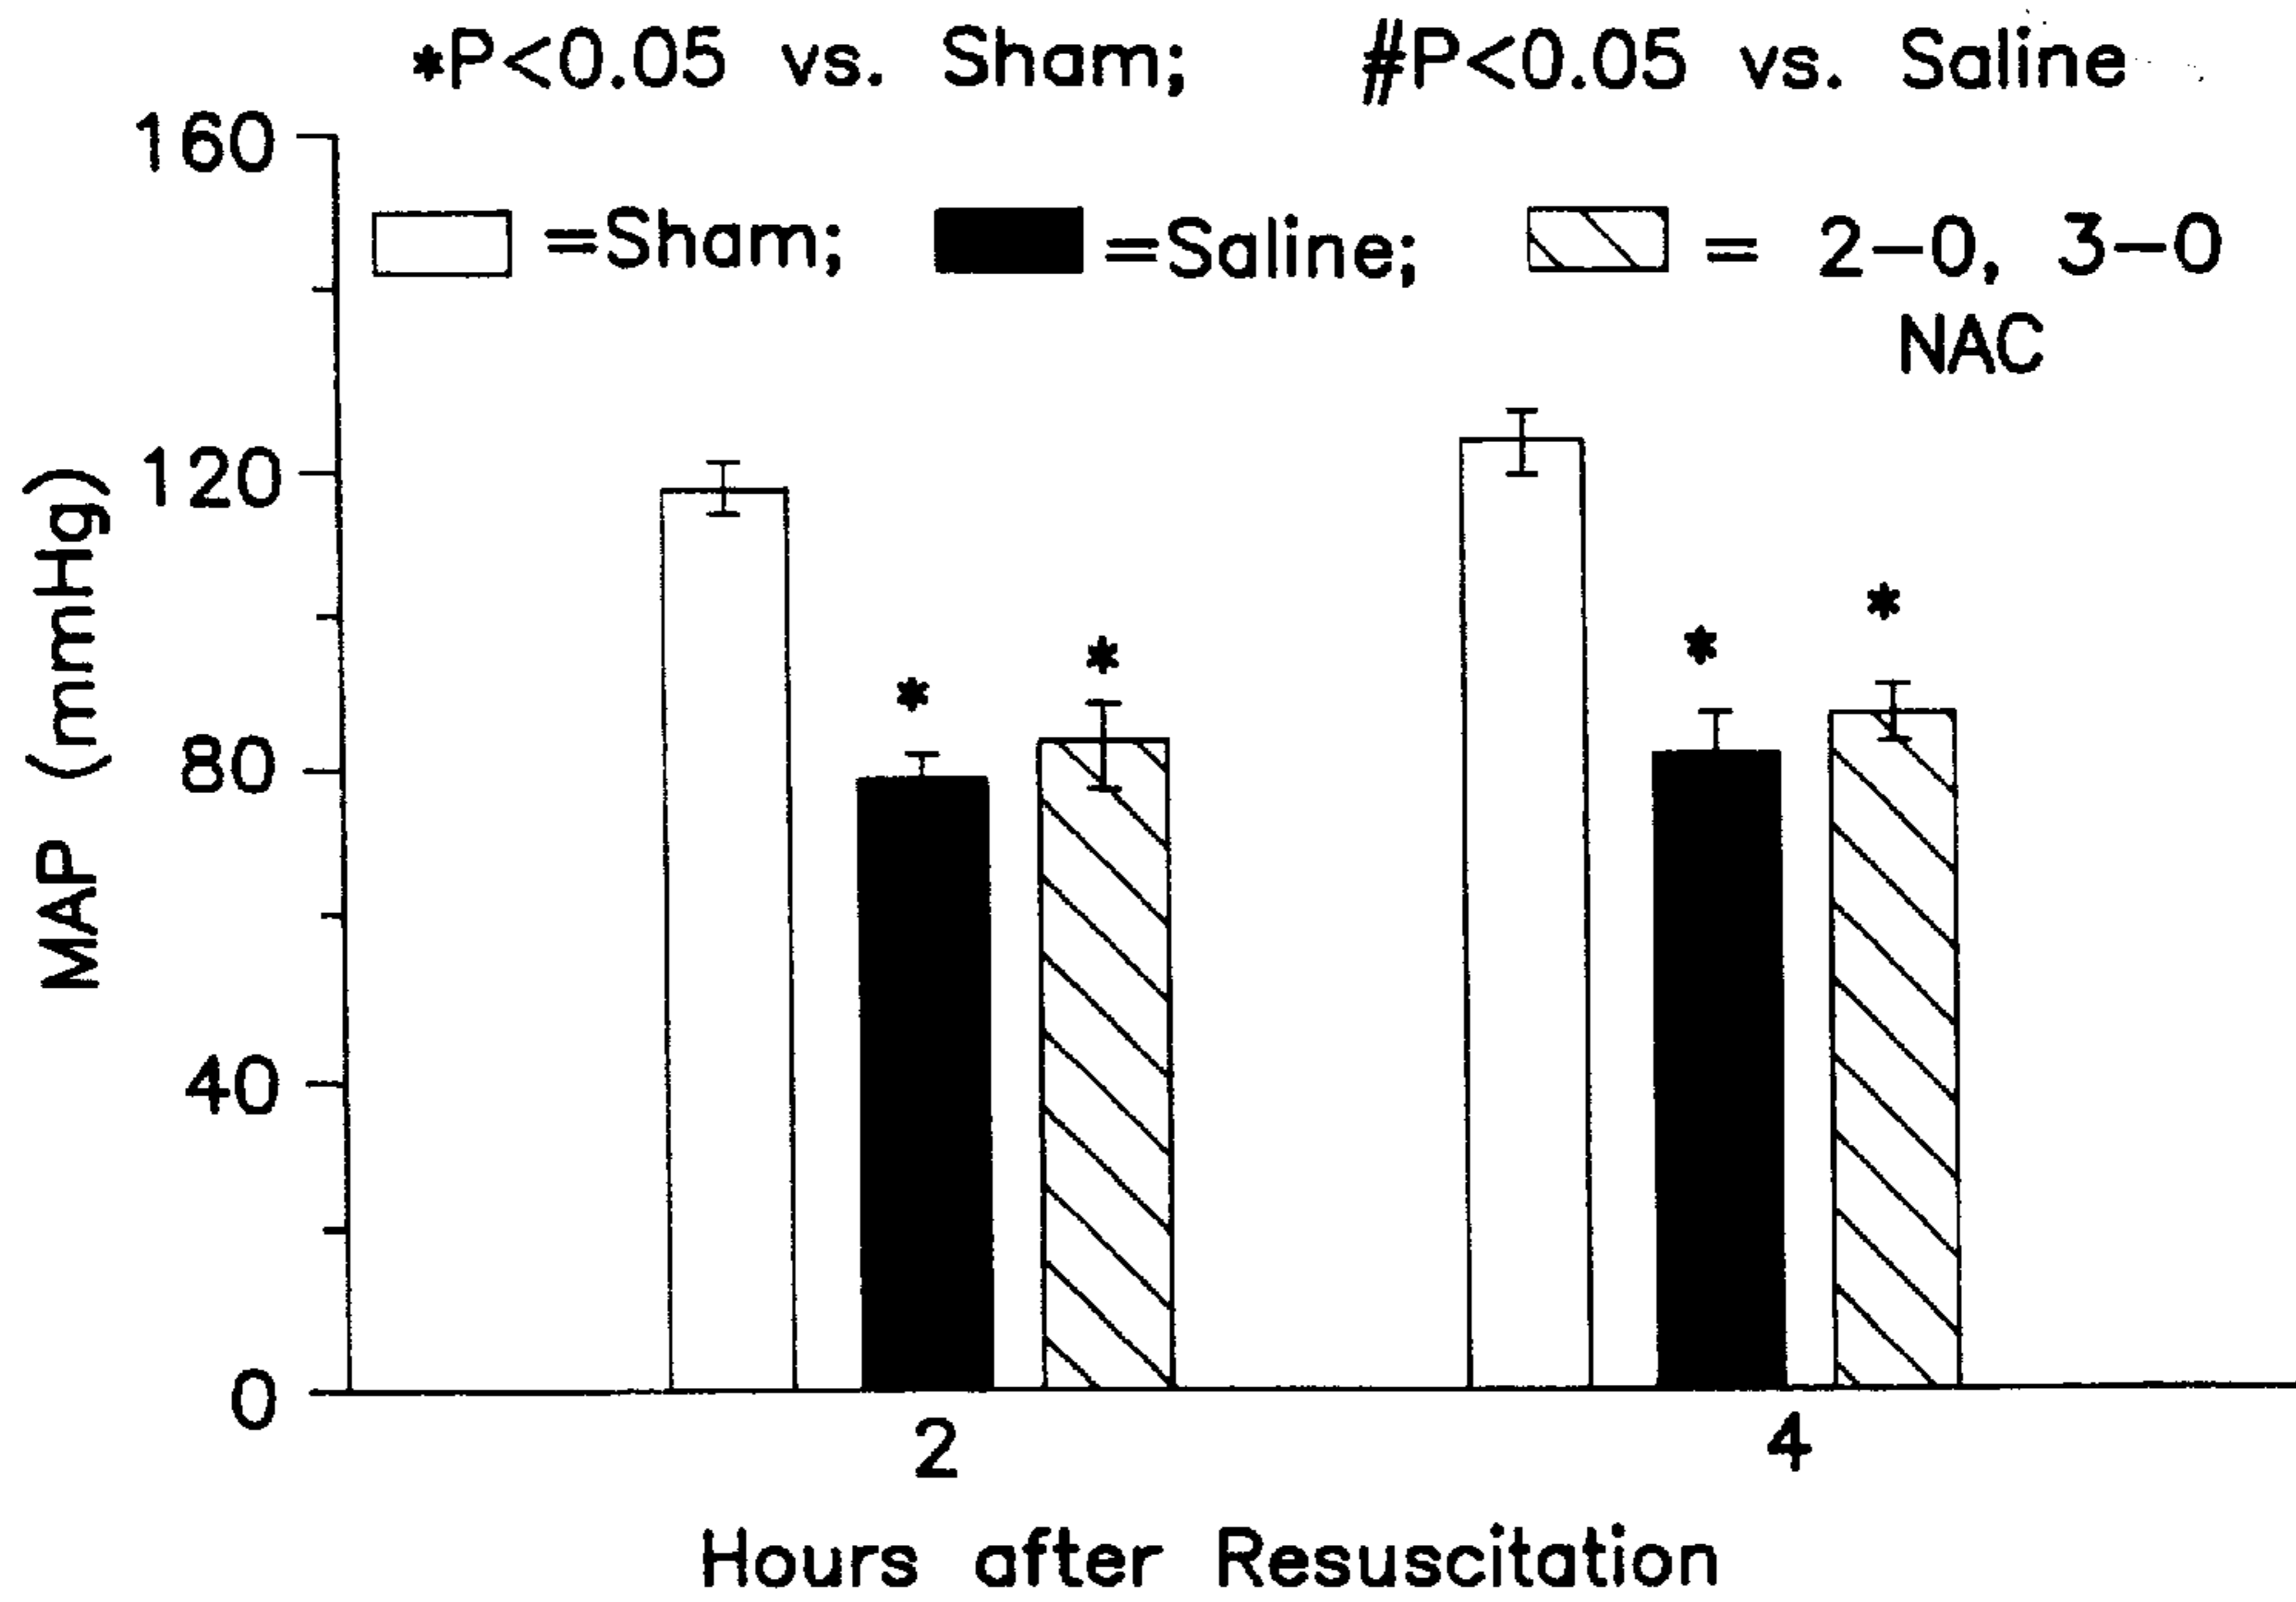 *P<0.05 vs. Sham; #P<0.05 vs. Saline
160
=Sham; =Saline; = 2-0, 3-0
NAC
120
*
*
*
*
80
MAP (mmHg)
40
0
2 4
Hours after Resuscitation